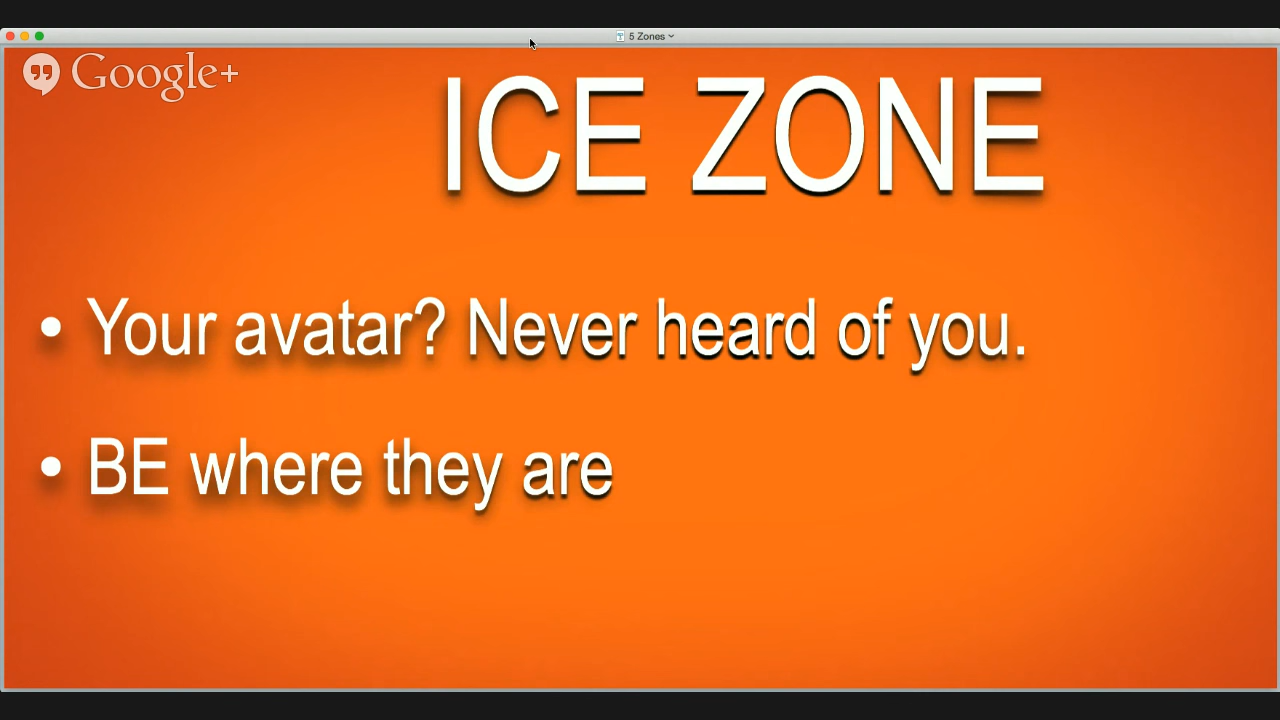 5 Zones
Google+
ICE ZONE
• Your avatar? Never heard of you.
• BE where they are